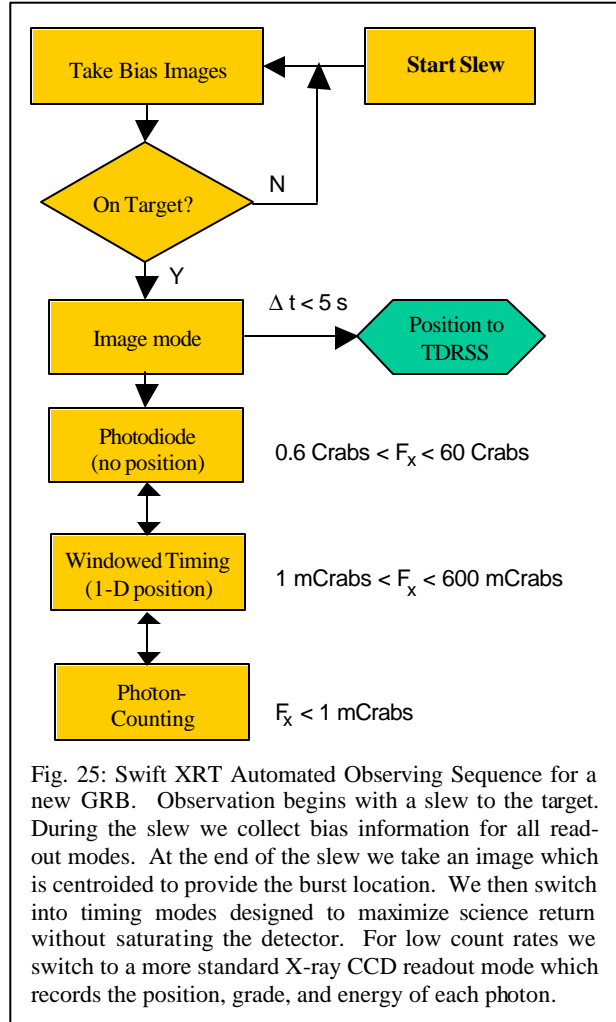 Take Bias Images
Start Slew
On Target?
N
Y
Δ t < 5 s
Image mode
Position to
TDRSS
Photodiode
(no position)
0.6 Crabs < Fx < 60 Crabs
Windowed Timing
(1-D position)
1 mCrabs < Fx < 600 mCrabs
Photon-
Counting
Fx < 1 mCrabs
Fig. 25: Swift XRT Automated Observing Sequence for a
new GRB. Observation begins with a slew to the target.
During the slew we collect bias information for all read-
out modes. At the end of the slew we take an image which
is centroided to provide the burst location. We then switch
into timing modes designed to maximize science return
without saturating the detector. For low count rates we
switch to a more standard X-ray CCD readout mode which
records the position, grade, and energy of each photon.